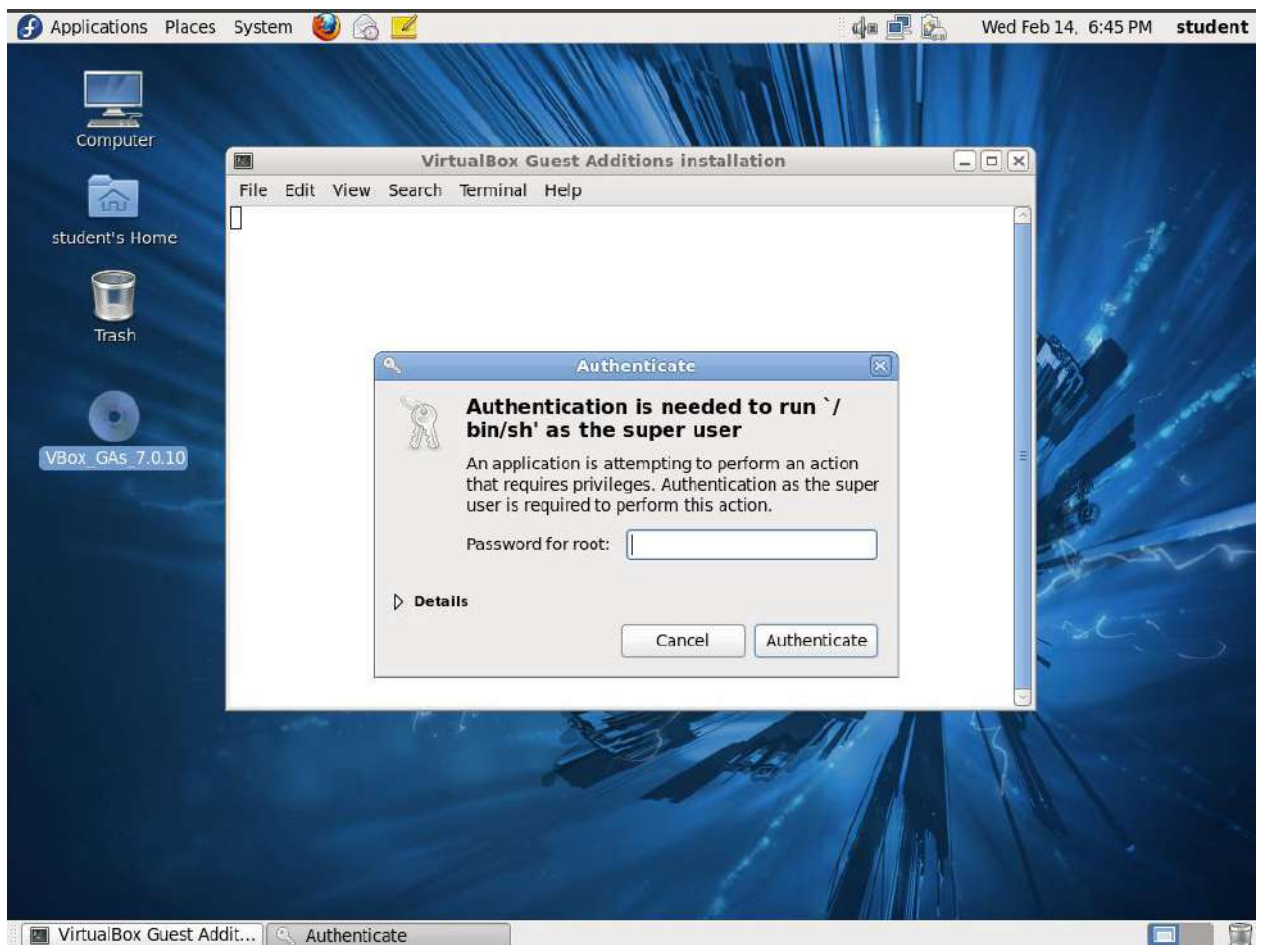 Applications Places System Wed Feb 14, 6:45 PM student
Computer
student's Home
Trash
VBox_GAs_7.0.10
VirtualBox Guest Additions installation
File Edit View Search Terminal Help
Authenticate
Authentication is needed to run `/
bin/sh' as the super user
An application is attempting to perform an action
that requires privileges. Authentication as the super
user is required to perform this action.
Password for root:
Details
Cancel Authenticate
VirtualBox Guest Addit... Authenticate